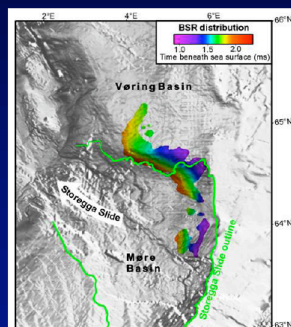 2°E
4°E
6°E
66°N
BSR distribution
1.0
1.5
2.0
Time beneath sea surface (ms)
Vøring Basin
65°N
Storegga Slide
64°N
Møre
Basin
Storegga Slide outline
63°N